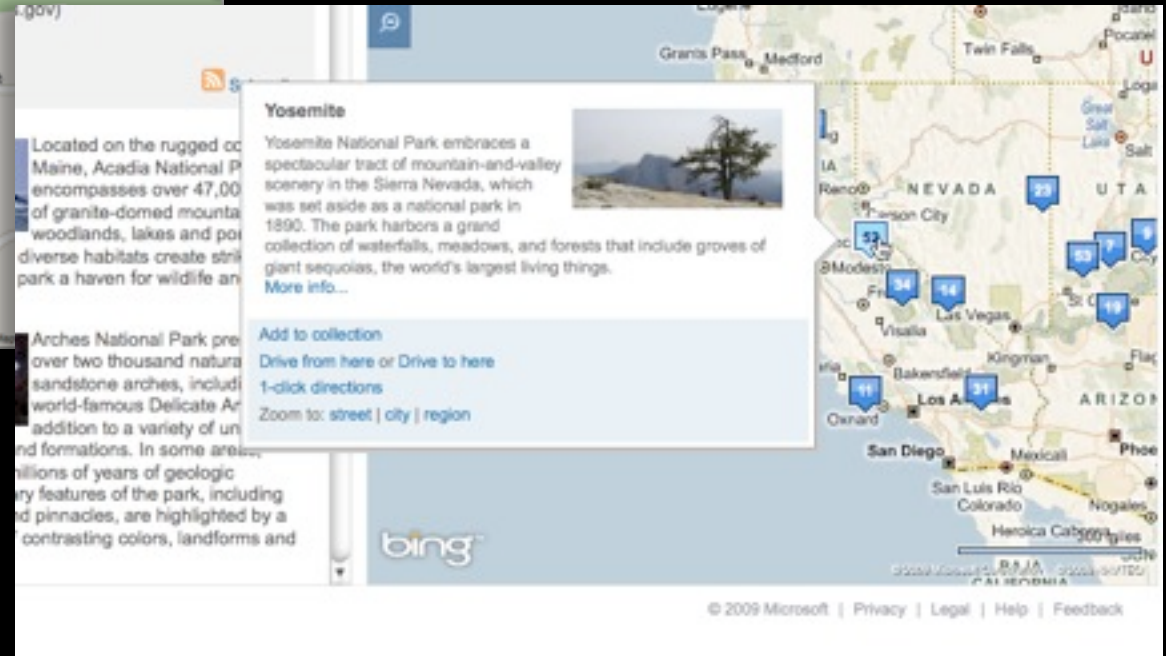 .gov)
Located on the rugged
Maine, Acadia National
encompasses over 47,00
of granite-domed mounta
woodlands, lakes and
diverse habitats create
park a haven for wildlife an
Arches National Park pre
over two thousand natura
sandstone arches, includi
world-famous Delicate Ar
addition to a variety of un
nd formations. In some areas,
illions of years of geologic
ry features of the park, including
nd pinnacles, are highlighted by a
contrasting colors, landforms and
Yosemite
Yosemite National Park embraces a
spectacular tract of mountain-and-valley
scenery in the Sierra Nevada, which
was set aside as a national park in
1890. The park harbors a grand
collection of waterfalls, meadows, and forests that include groves of
giant sequoias, the world's largest living things.
More info...
Add to collection
Drive from here or Drive to here
1-click directions
Zoom to: street | city | region
Grants Pass
Medford
Twin Falls
Pocatel
Great
Salt
Lake
Salt
Reno
NEVADA
23
UTA
Carson City
53
7
9
Modesto
34
14
19
Las Vegas
Visalia
Kingman
Flag
Bakersfield
11
31
Los
ARIZON
Oxnard
San Diego
Mexicali
Phoe
San Luis Rio
Colorado
Nogales
Heroica
BAJA
CALIFORNIA
bing
© 2009 Microsoft | Privacy | Legal | Help | Feedback